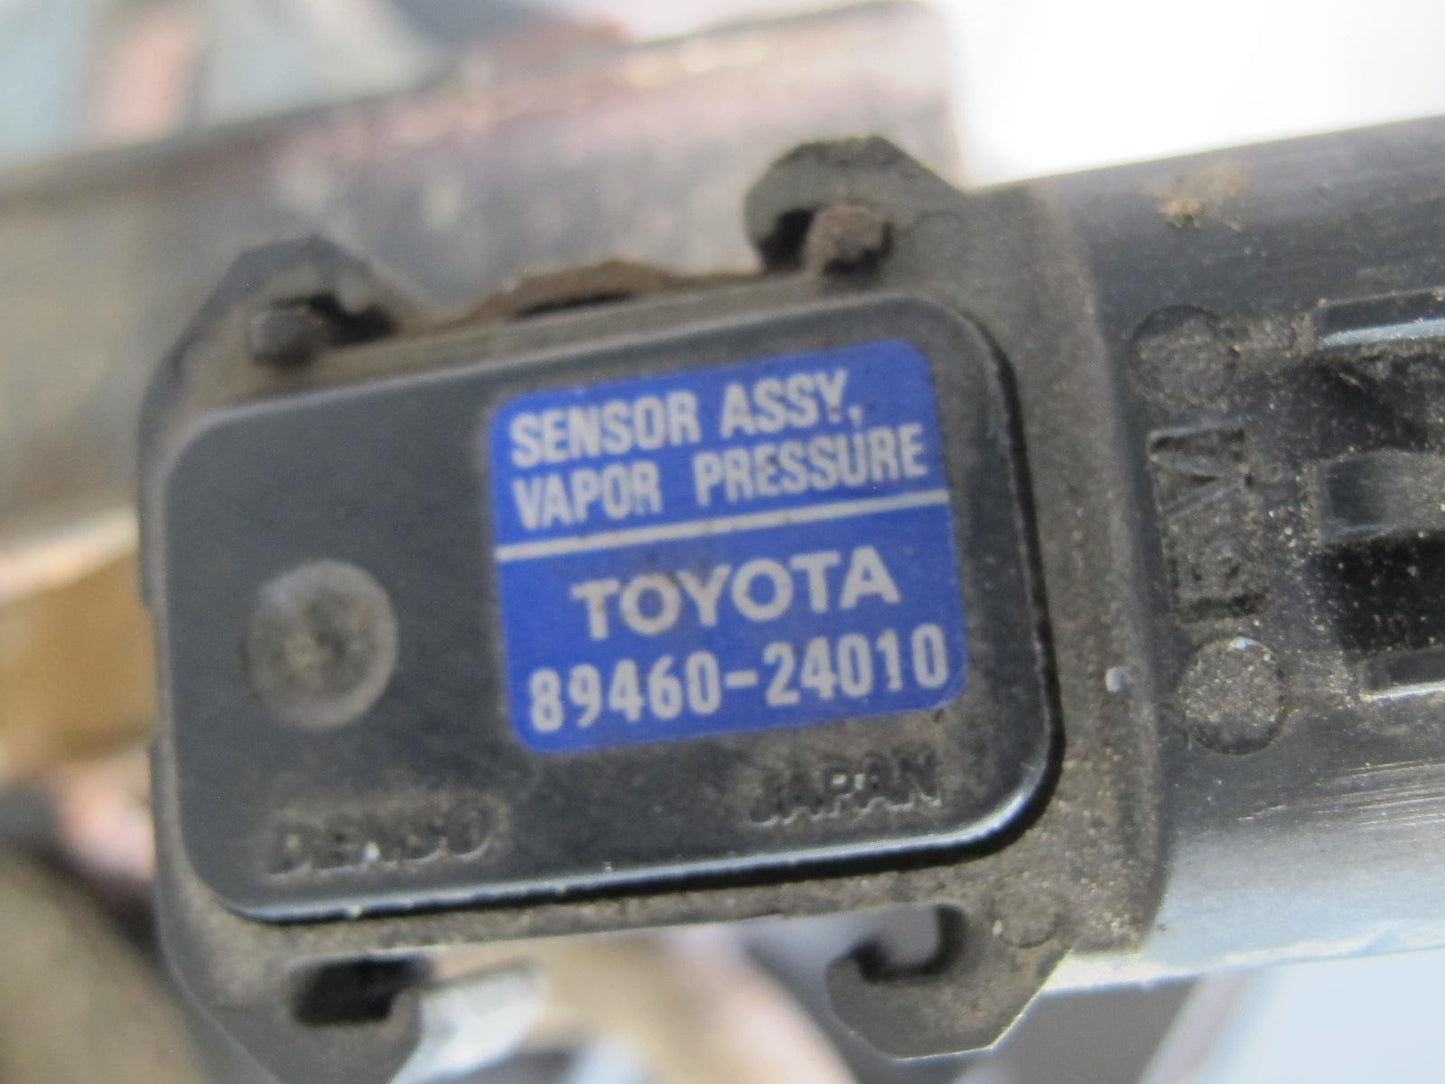 SENSOR ASSY,
VAPOR PRESSURE
TOYOTA
89460-24010
DENSO
JAPAN